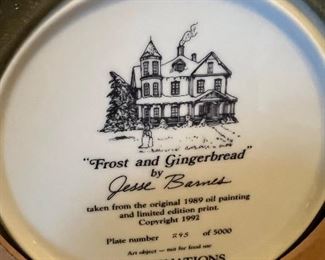 "Frost and Gingerbread"
by
Jesse Barnes
taken from the original 1989 oil painting
and limited edition print.
Copyright 1992
Plate number 295 of 5000
Art object — not for food use